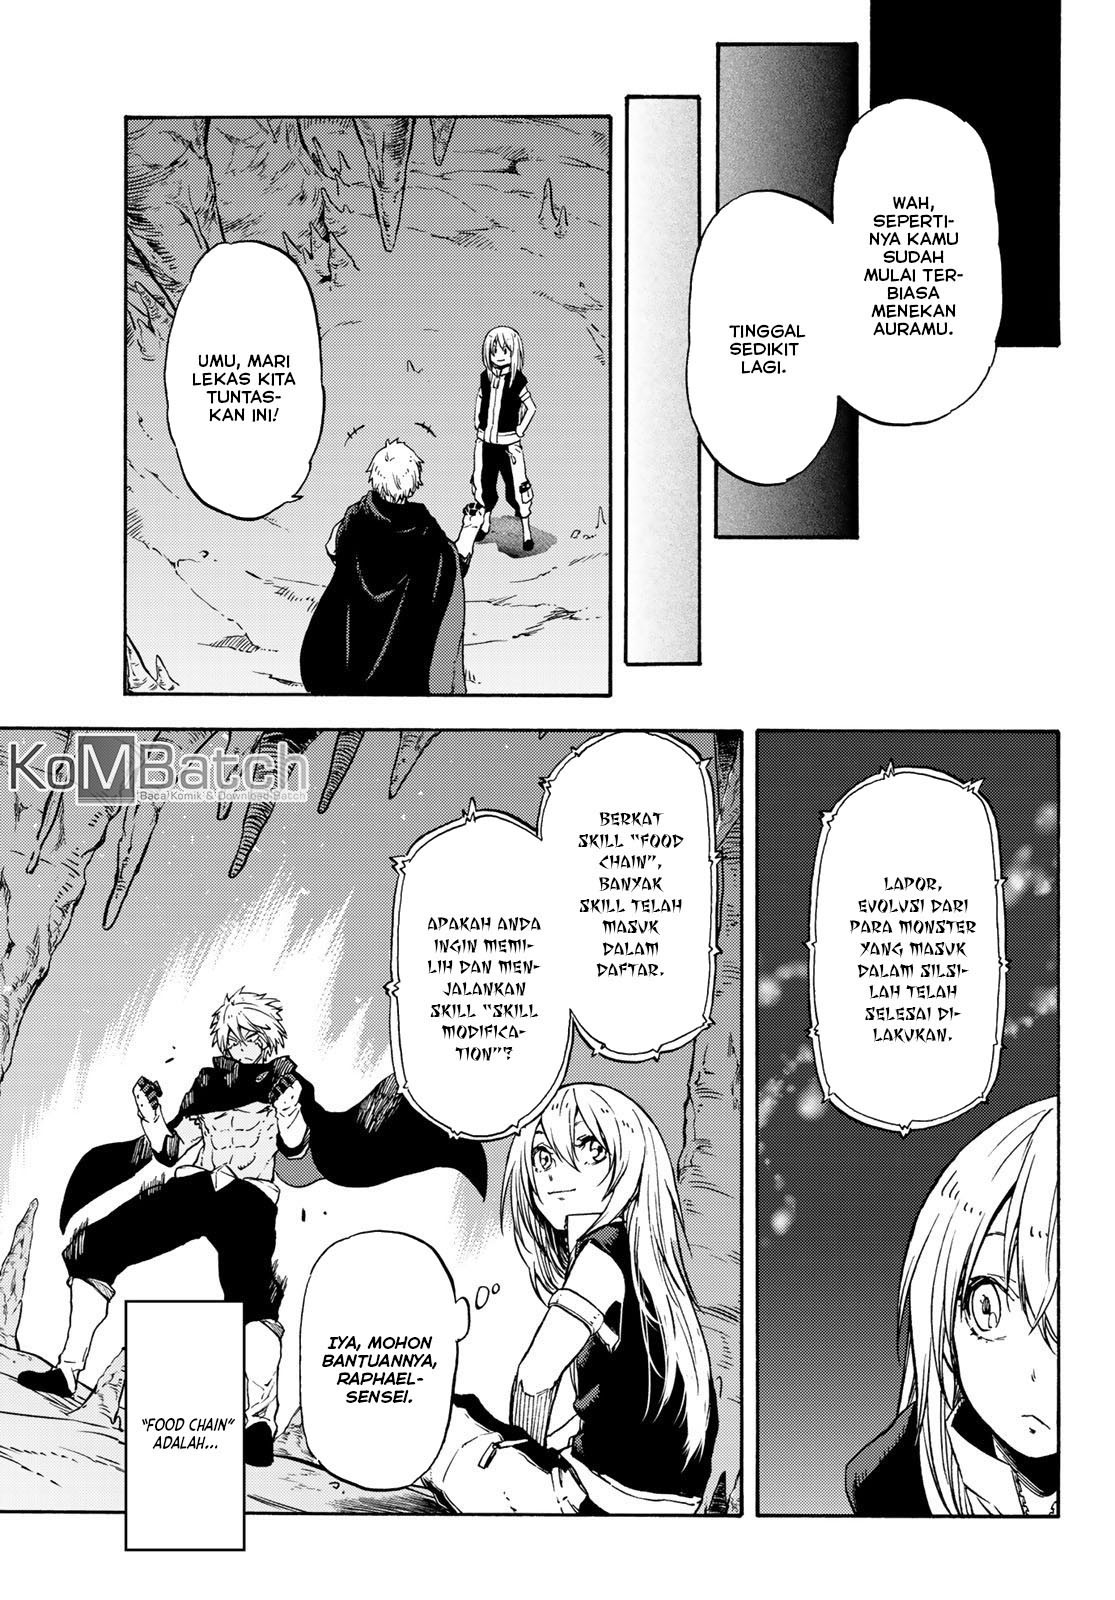 WAH,
SEPERTI-
NYA KAMU
SUDAH
MULAI TER-
BIASA
MENEKAN
AURAMU.
TINGGAL
SEDIKIT
LAGI.
UMU, MARI
LEKAS KITA
TUNTAS-
KAN INI!
LAPOR,
EVOLUSI DARI
PARA MONSTER
YANG MASUK
DALAM SILSI-
LAH TELAH
SELESAI DI-
LAKUKAN.
BERKAT
SKILL “FOOD
CHAIN”,
BANYAK
SKILL TELAH
MASUK
DALAM
DAFTAR.
APAKAH ANDA
INGIN MEMI-
LIH DAN MEN-
JALANKAN
SKILL “SKILL
MODIFICA-
TION”?
IYA, MOHON
BANTUANNYA,
RAPHAEL-
SENSEI.
“FOOD CHAIN”
ADALAH...
KoMBatch
Baca Komik & Download Batch